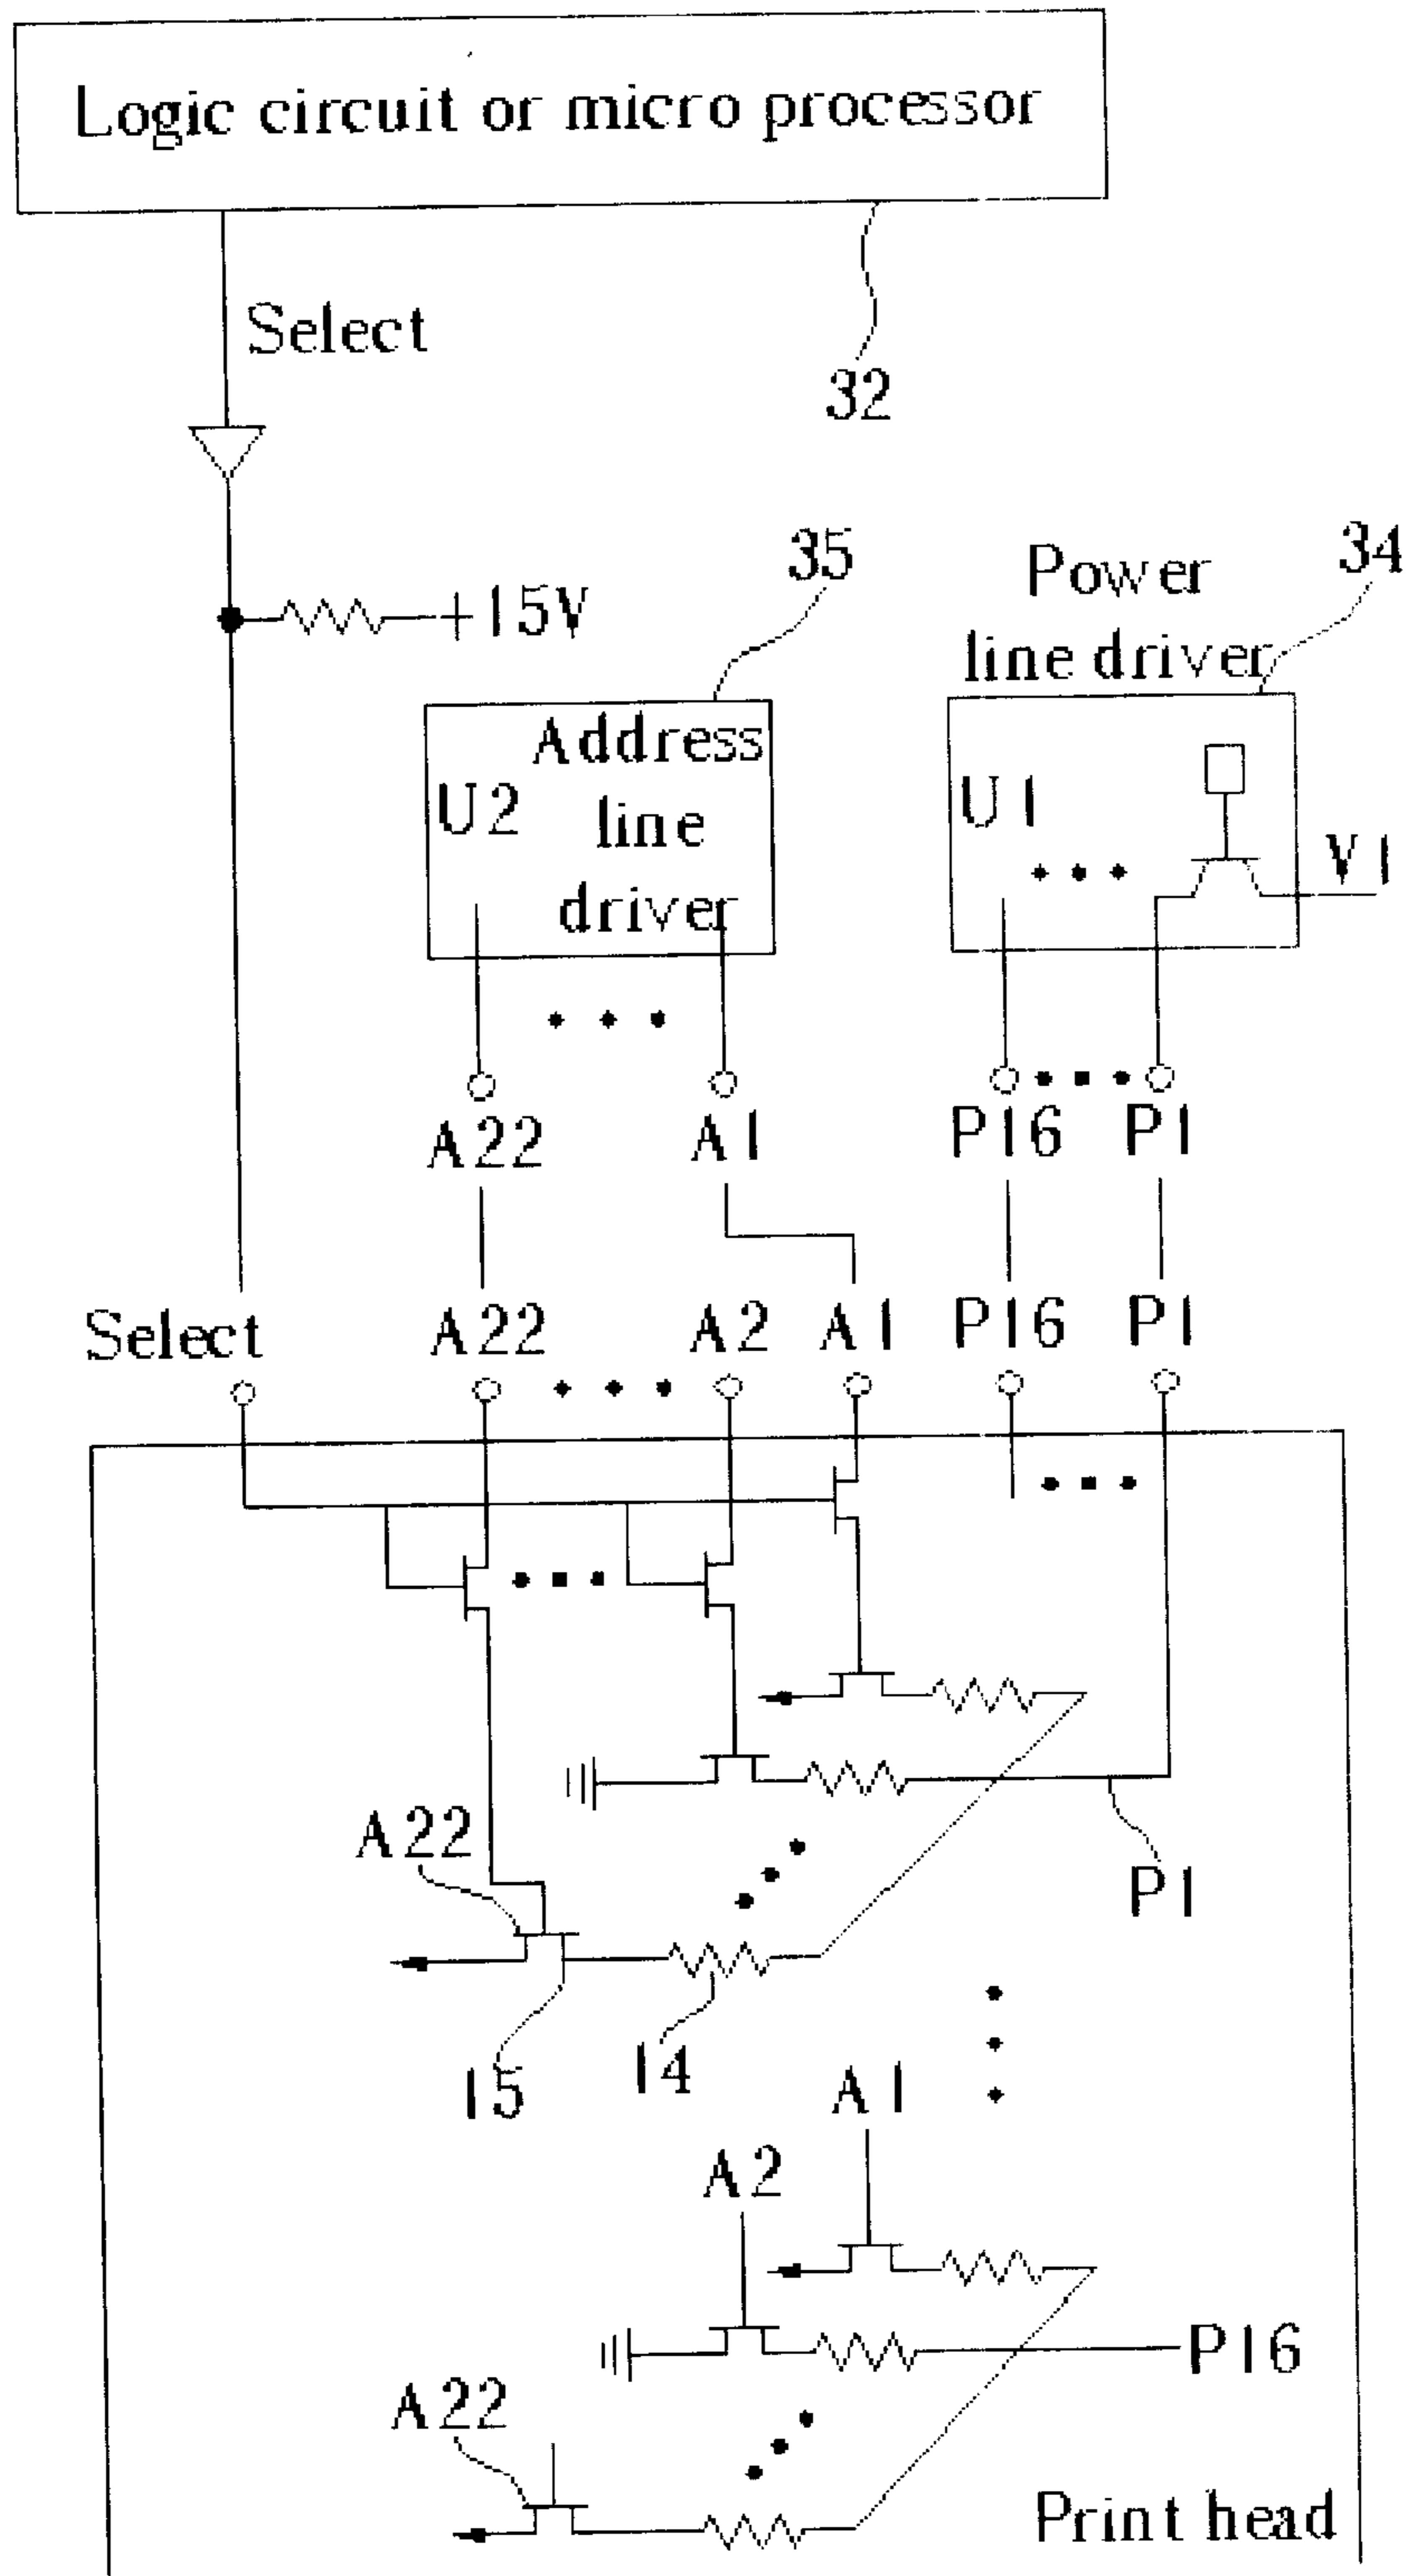 Logic circuit or micro processor
Select
32
+15V
35
Power
line driver
34
U2
Address
line
driver
U1
V1
A22
A1
P16
P1
Select
A22
A2
A1
P16
P1
A22
P1
15
14
A1
A2
P16
A22
Print head